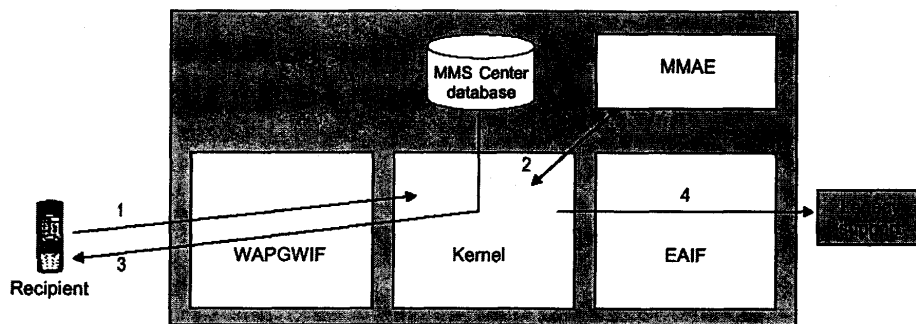 MMS Center
database
MMAE
2
1
4
3
WAPGWIF
Kernel
EAIF
Recipient